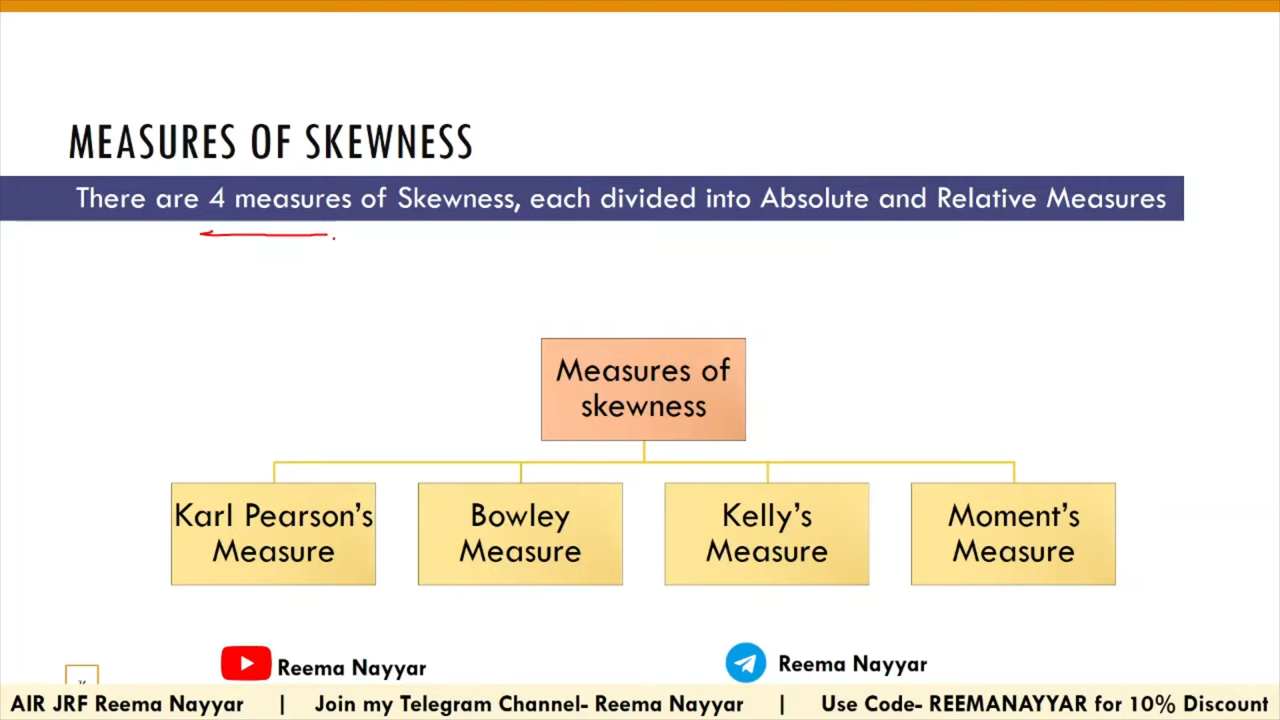 MEASURES OF SKEWNESS
There are 4 measures of Skewness, each divided into Absolute and Relative Measures
Measures of
skewness
Karl Pearson's
Measure
Bowley
Measure
Kelly's
Measure
Moment's
Measure
Reema Nayyar
Reema Nayyar
AIR JRF Reema Nayyar | Join my Telegram Channel- Reema Nayyar | Use Code- REEMANAYYAR for 10% Discount